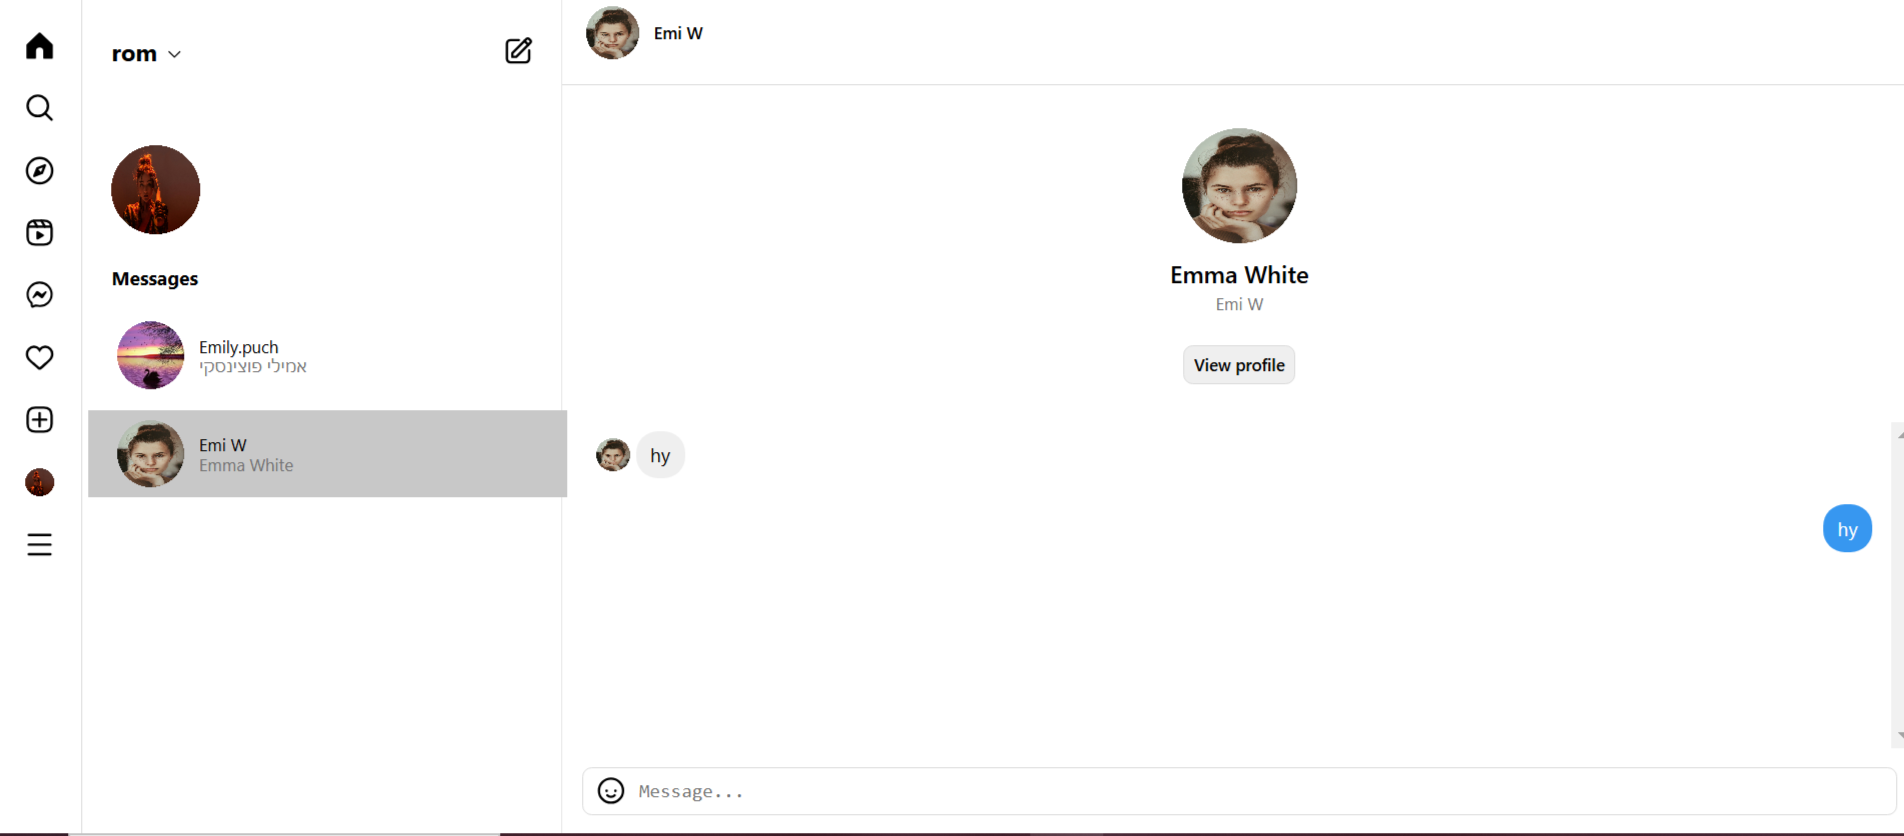 rom
Messages
Emily.puch
אמילי פוצינסקי
Emi W
Emma White
Emi W
Emma White
Emi W
View profile
hy
hy
Message...